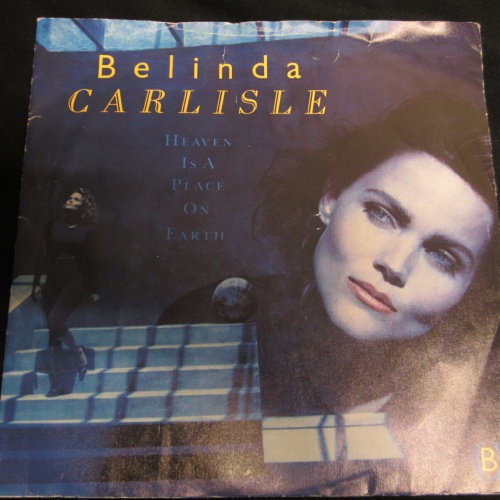 Belinda
CARLISLE
HEAVEN
IS A
PLACE
ON
EARTH
B